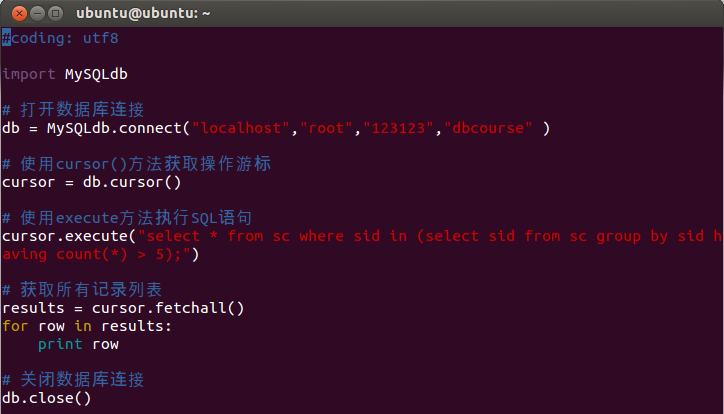 ubuntu@ubuntu: ~
#coding: utf8
import MySQLdb
# 打开数据库连接
db = MySQLdb.connect("localhost","root","123123","dbcourse" )
# 使用cursor()方法获取操作游标
cursor = db.cursor()
# 使用execute方法执行SQL语句
cursor.execute("select * from sc where sid in (select sid from sc group by sid h
aving count(*) > 5);")
# 获取所有记录列表
results = cursor.fetchall()
for row in results:
    print row
# 关闭数据库连接
db.close()